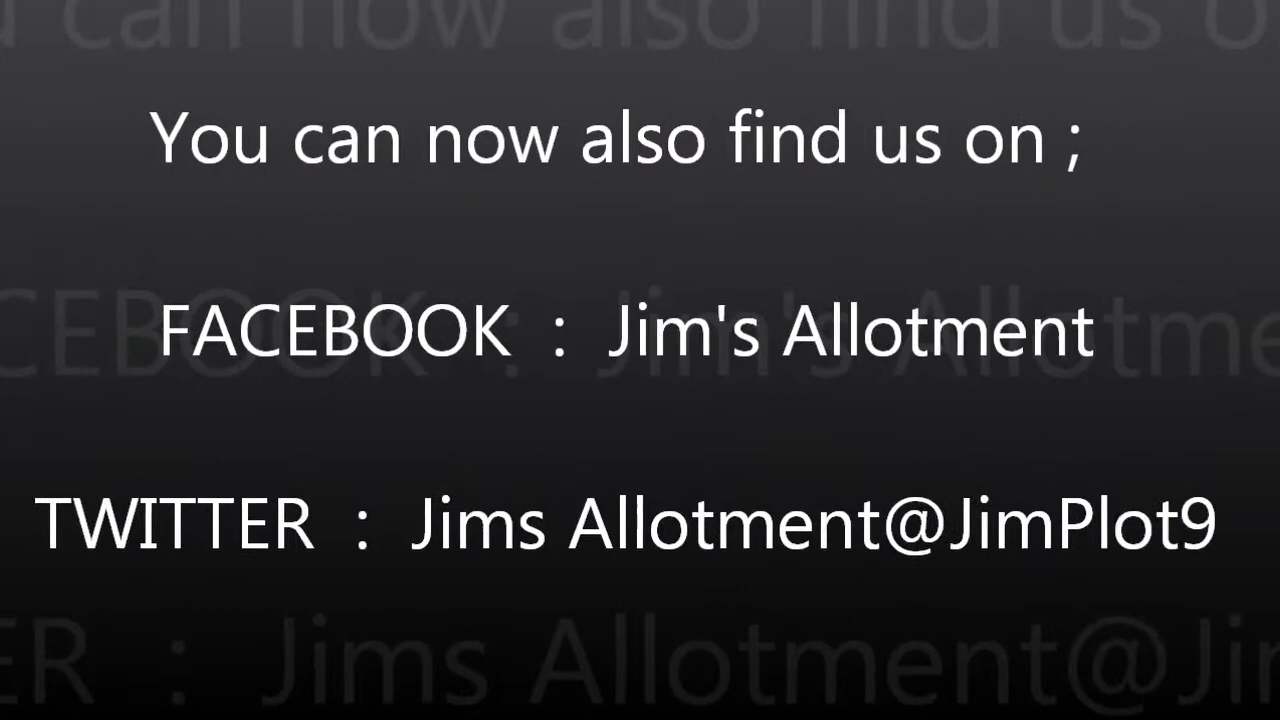 You can now also find us on ;
FACEBOOK : Jim's Allotment
TWITTER : Jims Allotment@JimPlot9